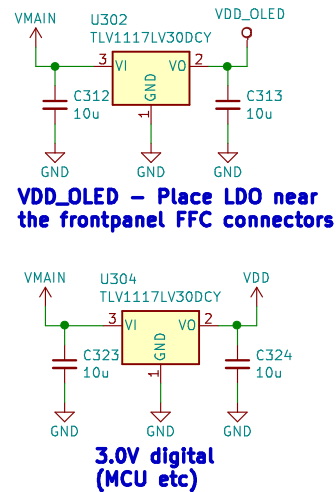 VMAIN
U302
TLV1117LV30DCY
VDD_OLED
3 VI VO 2
GND
1
C312
10u
C313
10u
GND GND GND
VDD_OLED – Place LDO near
the frontpanel FFC connectors
VMAIN
U304
TLV1117LV30DCY
VDD
3 VI VO 2
GND
1
C323
10u
C324
10u
GND GND GND
3.0V digital
(MCU etc)